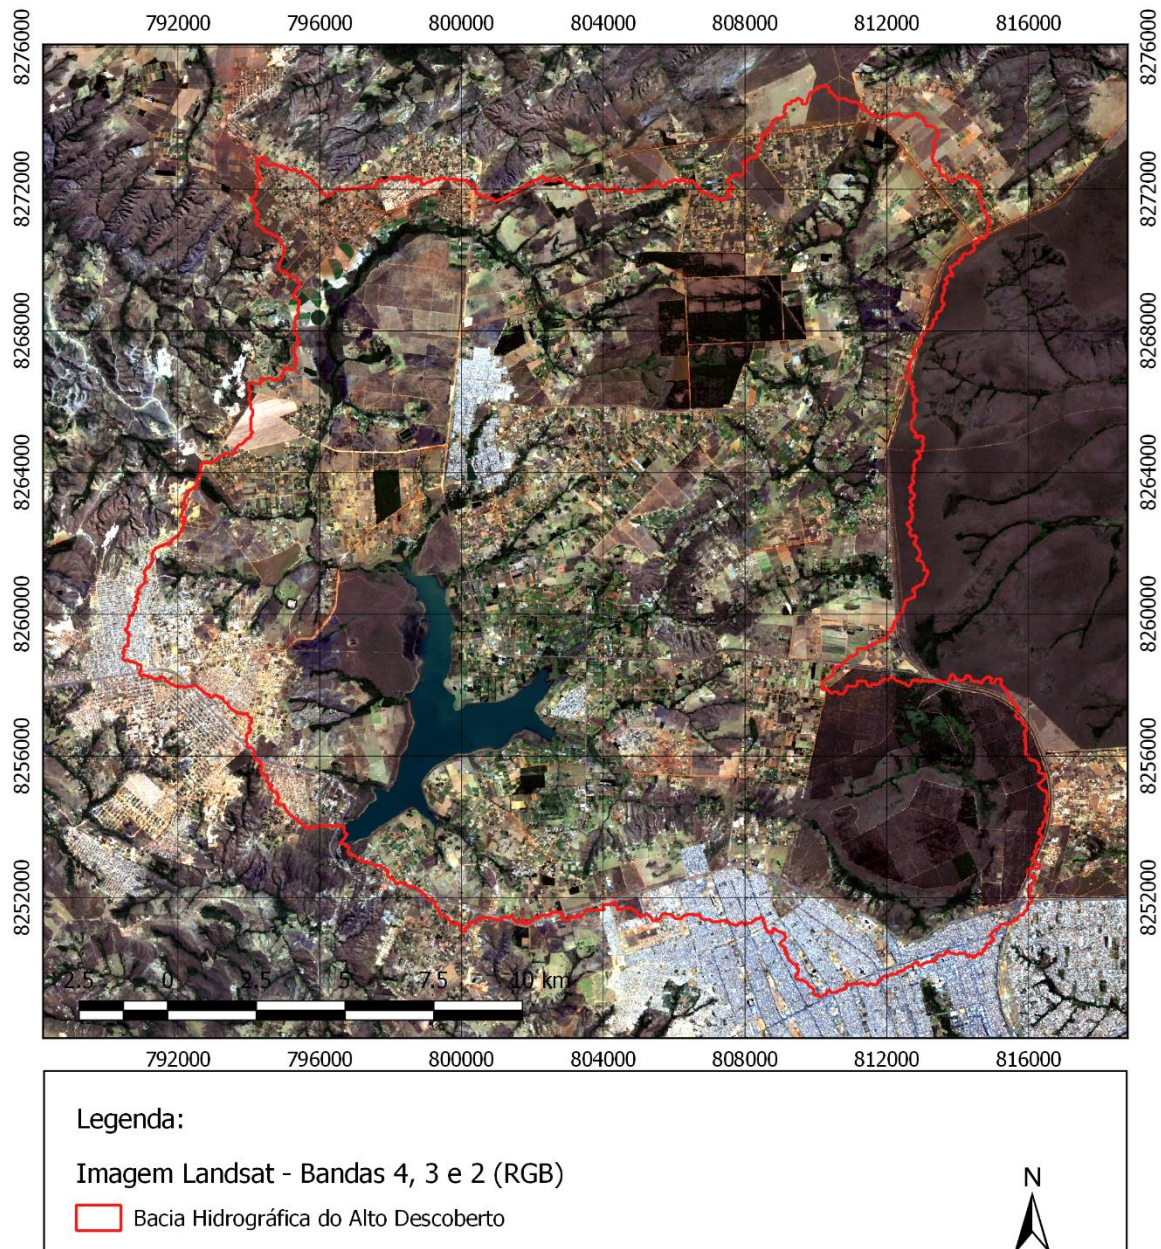 792000 796000 800000 804000 808000 812000 816000
8276000 8276000
8272000 8272000
8268000 8268000
8264000 8264000
8260000 8260000
8256000 8256000
8252000 8252000
2.5 0 2.5 5 7.5 10 km
792000 796000 800000 804000 808000 812000 816000
Legenda:
Imagem Landsat - Bandas 4, 3 e 2 (RGB)
N
Bacia Hidrográfica do Alto Descoberto